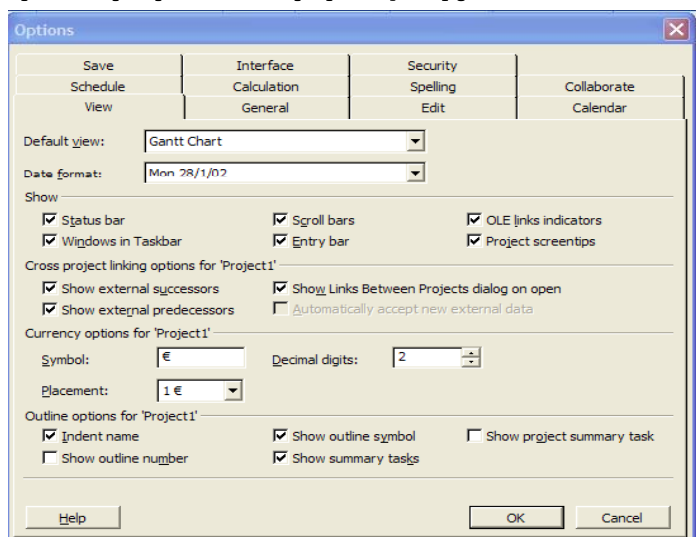 Options
Save Interface Security
Schedule Calculation Spelling Collaborate
View General Edit Calendar
Default view: Gantt Chart
Date format: Mon 28/1/02
Show
Status bar Scroll bars OLE links indicators
Windows in Taskbar Entry bar Project screentips
Cross project linking options for 'Project1'
Show external successors Show Links Between Projects dialog on open
Show external predecessors Automatically accept new external data
Currency options for 'Project1'
Symbol: € Decimal digits: 2
Placement: 1 €
Outline options for 'Project1'
Indent name Show outline symbol Show project summary task
Show outline number Show summary tasks
Help OK Cancel